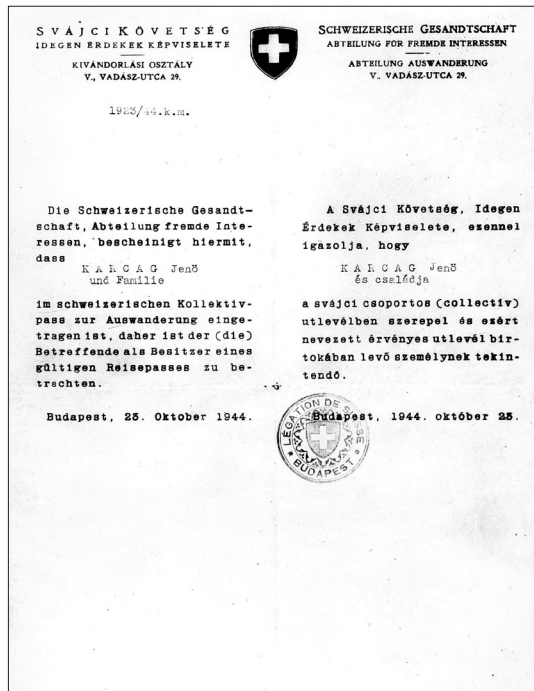 SVÁJCI KÖVETSÉG
IDEGEN ÉRDEKEK KÉPVISELETE
KIVÁNDORLÁSI OSZTÁLY
V., VADÁSZ-UTCA 29.
SCHWEIZERISCHE GESANDTSCHAFT
ABTEILUNG FÜR FREMDE INTERESSEN
ABTEILUNG AUSWANDERUNG
V., VADÁSZ-UTCA 29.
1923/44.k.m.
Die Schweizerische Gesandt-
schaft, Abteilung fremde Inte-
ressen, bescheinigt hiermit,
dass
KARCAG Jenö
und Familie
im schweizerischen Kollektiv-
pass zur Auswanderung einge-
tragen ist, daher ist der (die)
Betreffende als Besitzer eines
gültigen Reisepasses zu be-
trachten.
Budapest, 23. Oktober 1944.
A Svájci Követség, Idegen
Érdekek Képviselete, ezennel
igazolja, hogy
KARCAG Jenö
és családja
a svájci csoportos (collectiv)
utlevélben szerepel és ezért
nevezett érvényes utlevél bir-
tokában levő személynek tekin-
tendő.
Budapest, 1944. október 23.
LÉGATION DE SUISSE
BUDAPEST